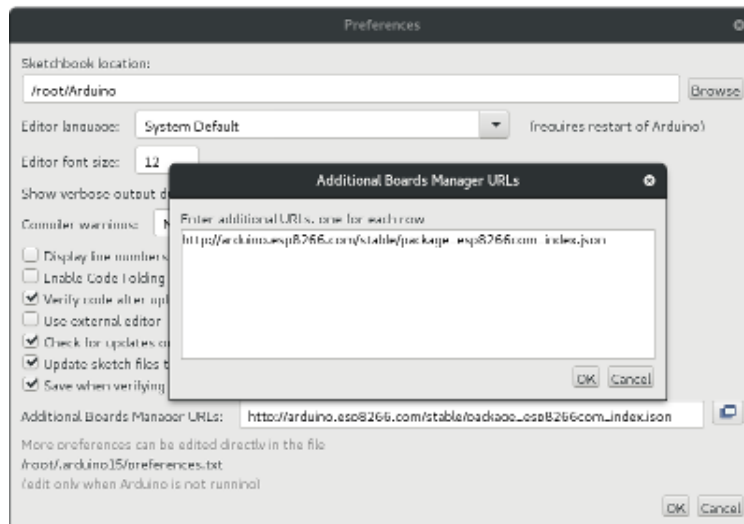 Preferences
Sketchbook location:
/root/Arduino
Browse
Editor language: System Default (requires restart of Arduino)
Editor font size: 12
Additional Boards Manager URLs
Show verbose output d
Enter additional URLs, one for each row
Compiler warnings: N
http://arduino.esp8266.com/stable/package_esp8266com_index.json
Display line numbers
Enable Code Folding
Verify code after upl
Use external editor
Check for updates o
Update sketch files t
Save when verifying
OK Cancel
Additional Boards Manager URLs: http://arduino.esp8266.com/stable/package_esp8266com_index.json
More preferences can be edited directly in the file
/root/.arduino15/preferences.txt
(edit only when Arduino is not running)
OK Cancel